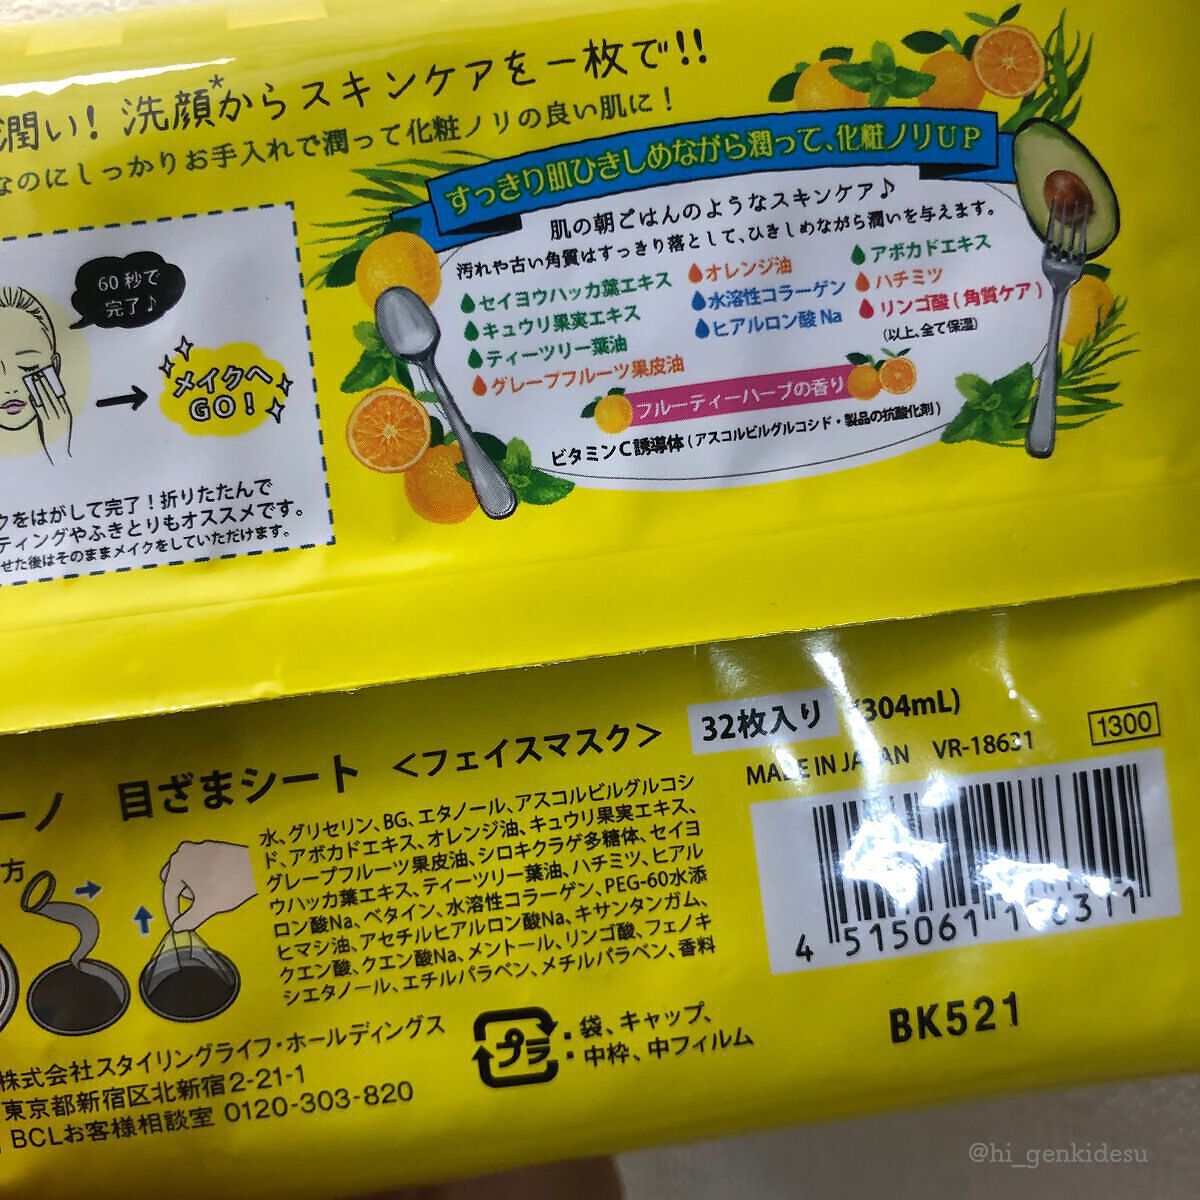 潤い!洗顔*からスキンケアを一枚で!!
なのにしっかりお手入れで潤って化粧ノリの良い肌に!
60秒で
完了♪
メイクへ
GO!
クをはがして完了!折りたたんで
ティングやふきとりもオススメです。
せた後はそのままメイクをしていただけます。
すっきり肌ひきしめながら潤って、化粧ノリUP
肌の朝ごはんのようなスキンケア♪
汚れや古い角質はすっきり落として、ひきしめながら潤いを与えます。
セイヨウハッカ葉エキス
キュウリ果実エキス
ティーツリー葉油
グレープフルーツ果皮油
オレンジ油
水溶性コラーゲン
ヒアルロン酸Na
アボカドエキス
ハチミツ
リンゴ酸(角質ケア)
(以上、全て保湿)
フルーティーハーブの香り
ビタミンC誘導体(アスコルビルグルコシド・製品の抗酸化剤)
ーノ 目ざまシート <フェイスマスク>
32枚入り (304mL)
MADE IN JAPAN VR-18631
1300
方
水、グリセリン、BG、エタノール、アスコルビルグルコシ
ド、アボカドエキス、オレンジ油、キュウリ果実エキス、
グレープフルーツ果皮油、シロキクラゲ多糖体、セイヨ
ウハッカ葉エキス、ティーツリー葉油、ハチミツ、ヒアル
ロン酸Na、ベタイン、水溶性コラーゲン、PEG-60水添
ヒマシ油、アセチルヒアルロン酸Na、キサンタンガム、
クエン酸、クエン酸Na、メントール、リンゴ酸、フェノキ
シエタノール、エチルパラベン、メチルパラベン、香料
4 515061
BK521
株式会社スタイリングライフ・ホールディングス
東京都新宿区北新宿2-21-1
BCLお客様相談室 0120-303-820
プラ
:袋、キャップ、
:中枠、中フィルム
@hi_genkidesu